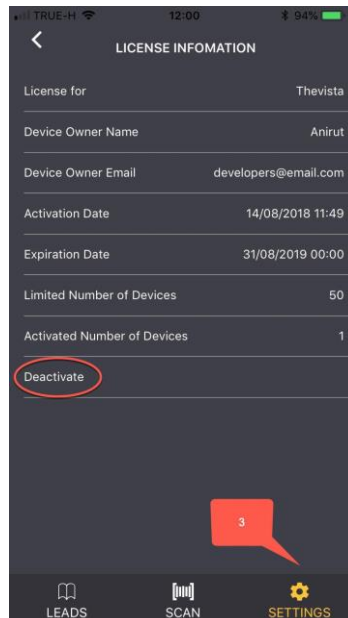 TRUE-H 12:00 94%
LICENSE INFOMATION
License for Thevista
Device Owner Name Anirut
Device Owner Email developers@email.com
Activation Date 14/08/2018 11:49
Expiration Date 31/08/2019 00:00
Limited Number of Devices 50
Activated Number of Devices 1
Deactivate
3
LEADS SCAN SETTINGS